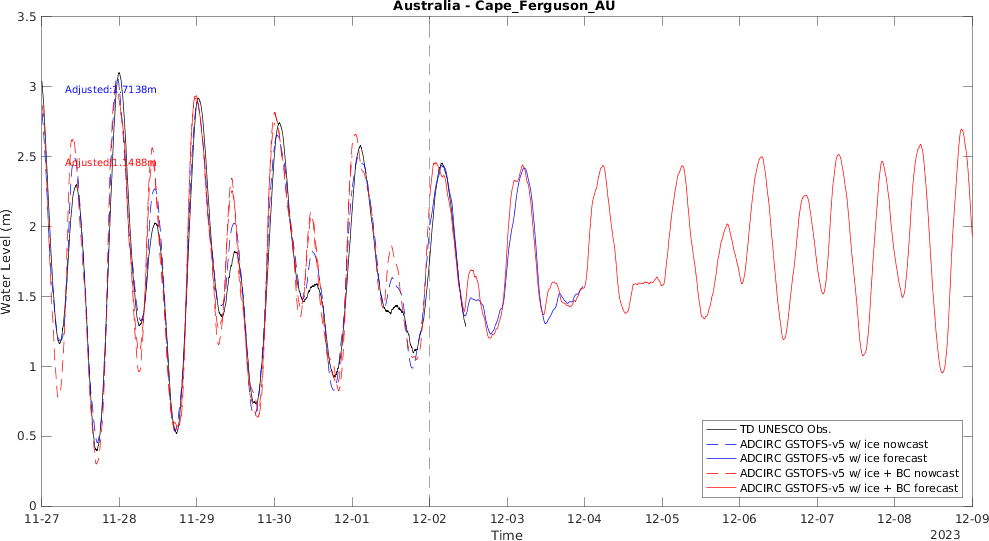 Australia - Cape_Ferguson_AU
3.5
3
2.5
2
1.5
1
0.5
0
Water Level (m)
Adjusted:1.7138m
Adjusted:1.1488m
TD UNESCO Obs.
ADCIRC GSTOFS-v5 w/ ice nowcast
ADCIRC GSTOFS-v5 w/ ice forecast
ADCIRC GSTOFS-v5 w/ ice + BC nowcast
ADCIRC GSTOFS-v5 w/ ice + BC forecast
11-27 11-28 11-29 11-30 12-01 12-02 12-03 12-04 12-05 12-06 12-07 12-08 12-09
Time
2023